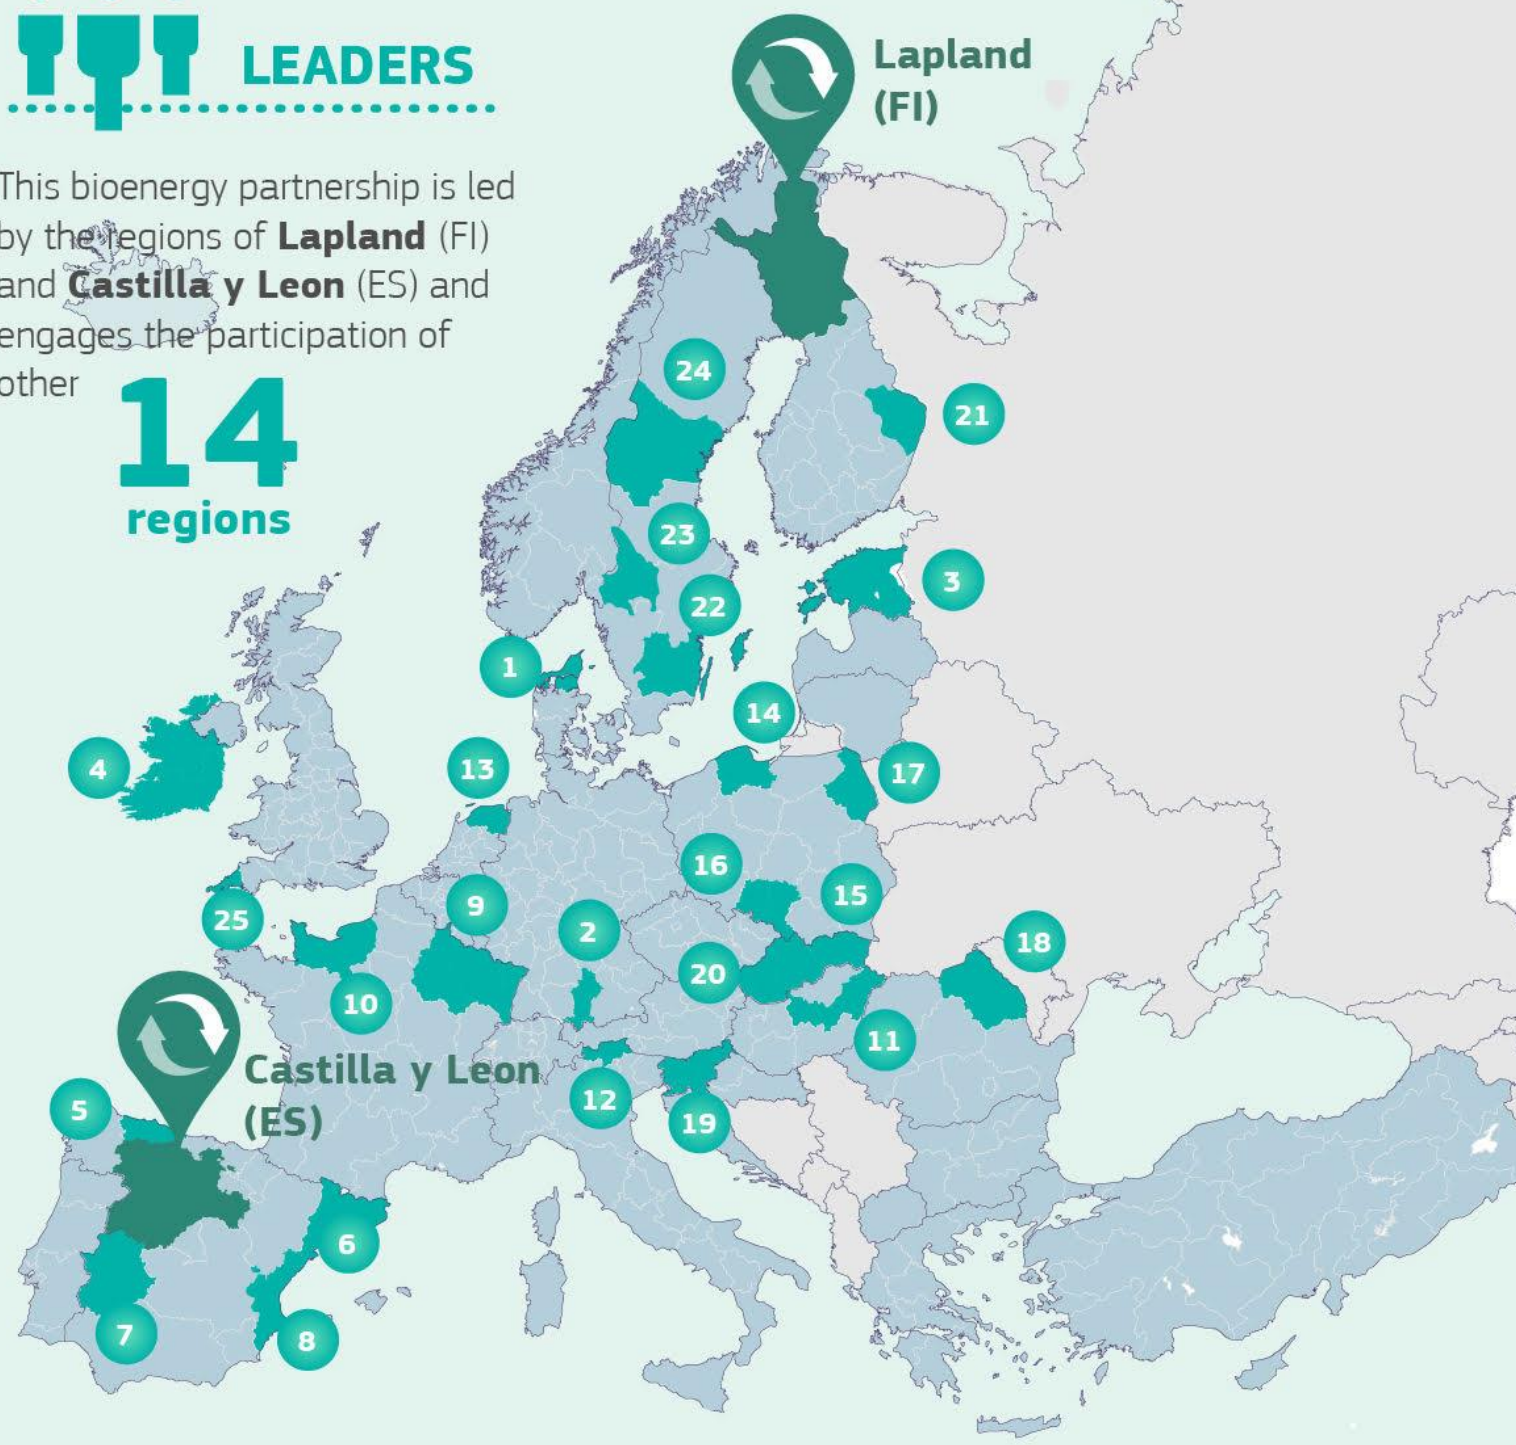 LEADERS
This bioenergy partnership is led
by the regions of Lapland (FI)
and Castilla y Leon (ES) and
engages the participation of
other
14
regions
Lapland
(FI)
24
21
23
3
22
1
14
4
13
17
16
15
9
25
2
18
20
10
11
Castilla y Leon
(ES)
5
12
19
6
7
8